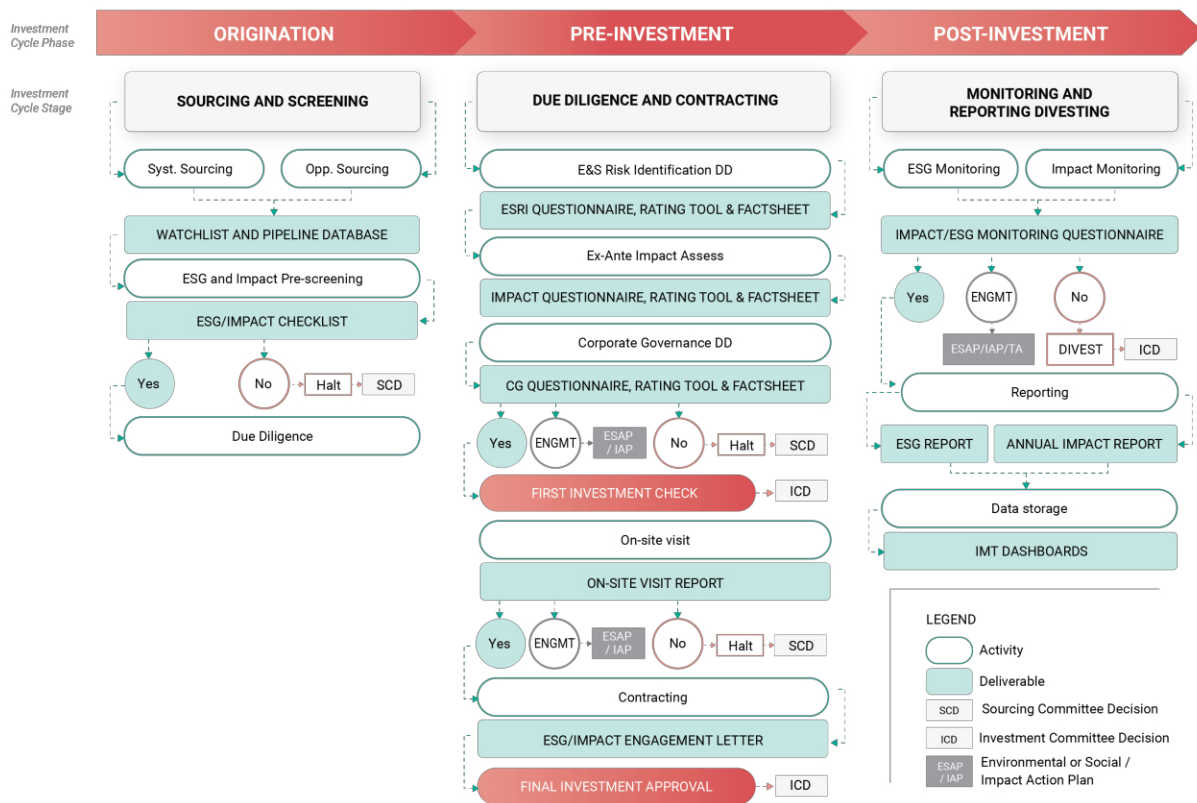 Investment
Cycle Phase
ORIGINATION
PRE-INVESTMENT
POST-INVESTMENT
Investment
Cycle Stage
SOURCING AND SCREENING
Syst. Sourcing
Opp. Sourcing
WATCHLIST AND PIPELINE DATABASE
ESG and Impact Pre-screening
ESG/IMPACT CHECKLIST
Yes
No
Halt
SCD
Due Diligence
DUE DILIGENCE AND CONTRACTING
E&S Risk Identification DD
ESRI QUESTIONNAIRE, RATING TOOL & FACTSHEET
Ex-Ante Impact Assess
IMPACT QUESTIONNAIRE, RATING TOOL & FACTSHEET
Corporate Governance DD
CG QUESTIONNAIRE, RATING TOOL & FACTSHEET
Yes
ENGMT
ESAP
/ IAP
No
Halt
SCD
FIRST INVESTMENT CHECK
ICD
On-site visit
ON-SITE VISIT REPORT
Yes
ENGMT
ESAP
/ IAP
No
Halt
SCD
Contracting
ESG/IMPACT ENGAGEMENT LETTER
FINAL INVESTMENT APPROVAL
ICD
MONITORING AND
REPORTING DIVESTING
ESG Monitoring
Impact Monitoring
IMPACT/ESG MONITORING QUESTIONNAIRE
Yes
ENGMT
No
ESAP/IAP/TA
DIVEST
ICD
Reporting
ESG REPORT
ANNUAL IMPACT REPORT
Data storage
IMT DASHBOARDS
LEGEND
Activity
Deliverable
SCD
Sourcing Committee Decision
ICD
Investment Committee Decision
ESAP
/ IAP
Environmental or Social /
Impact Action Plan